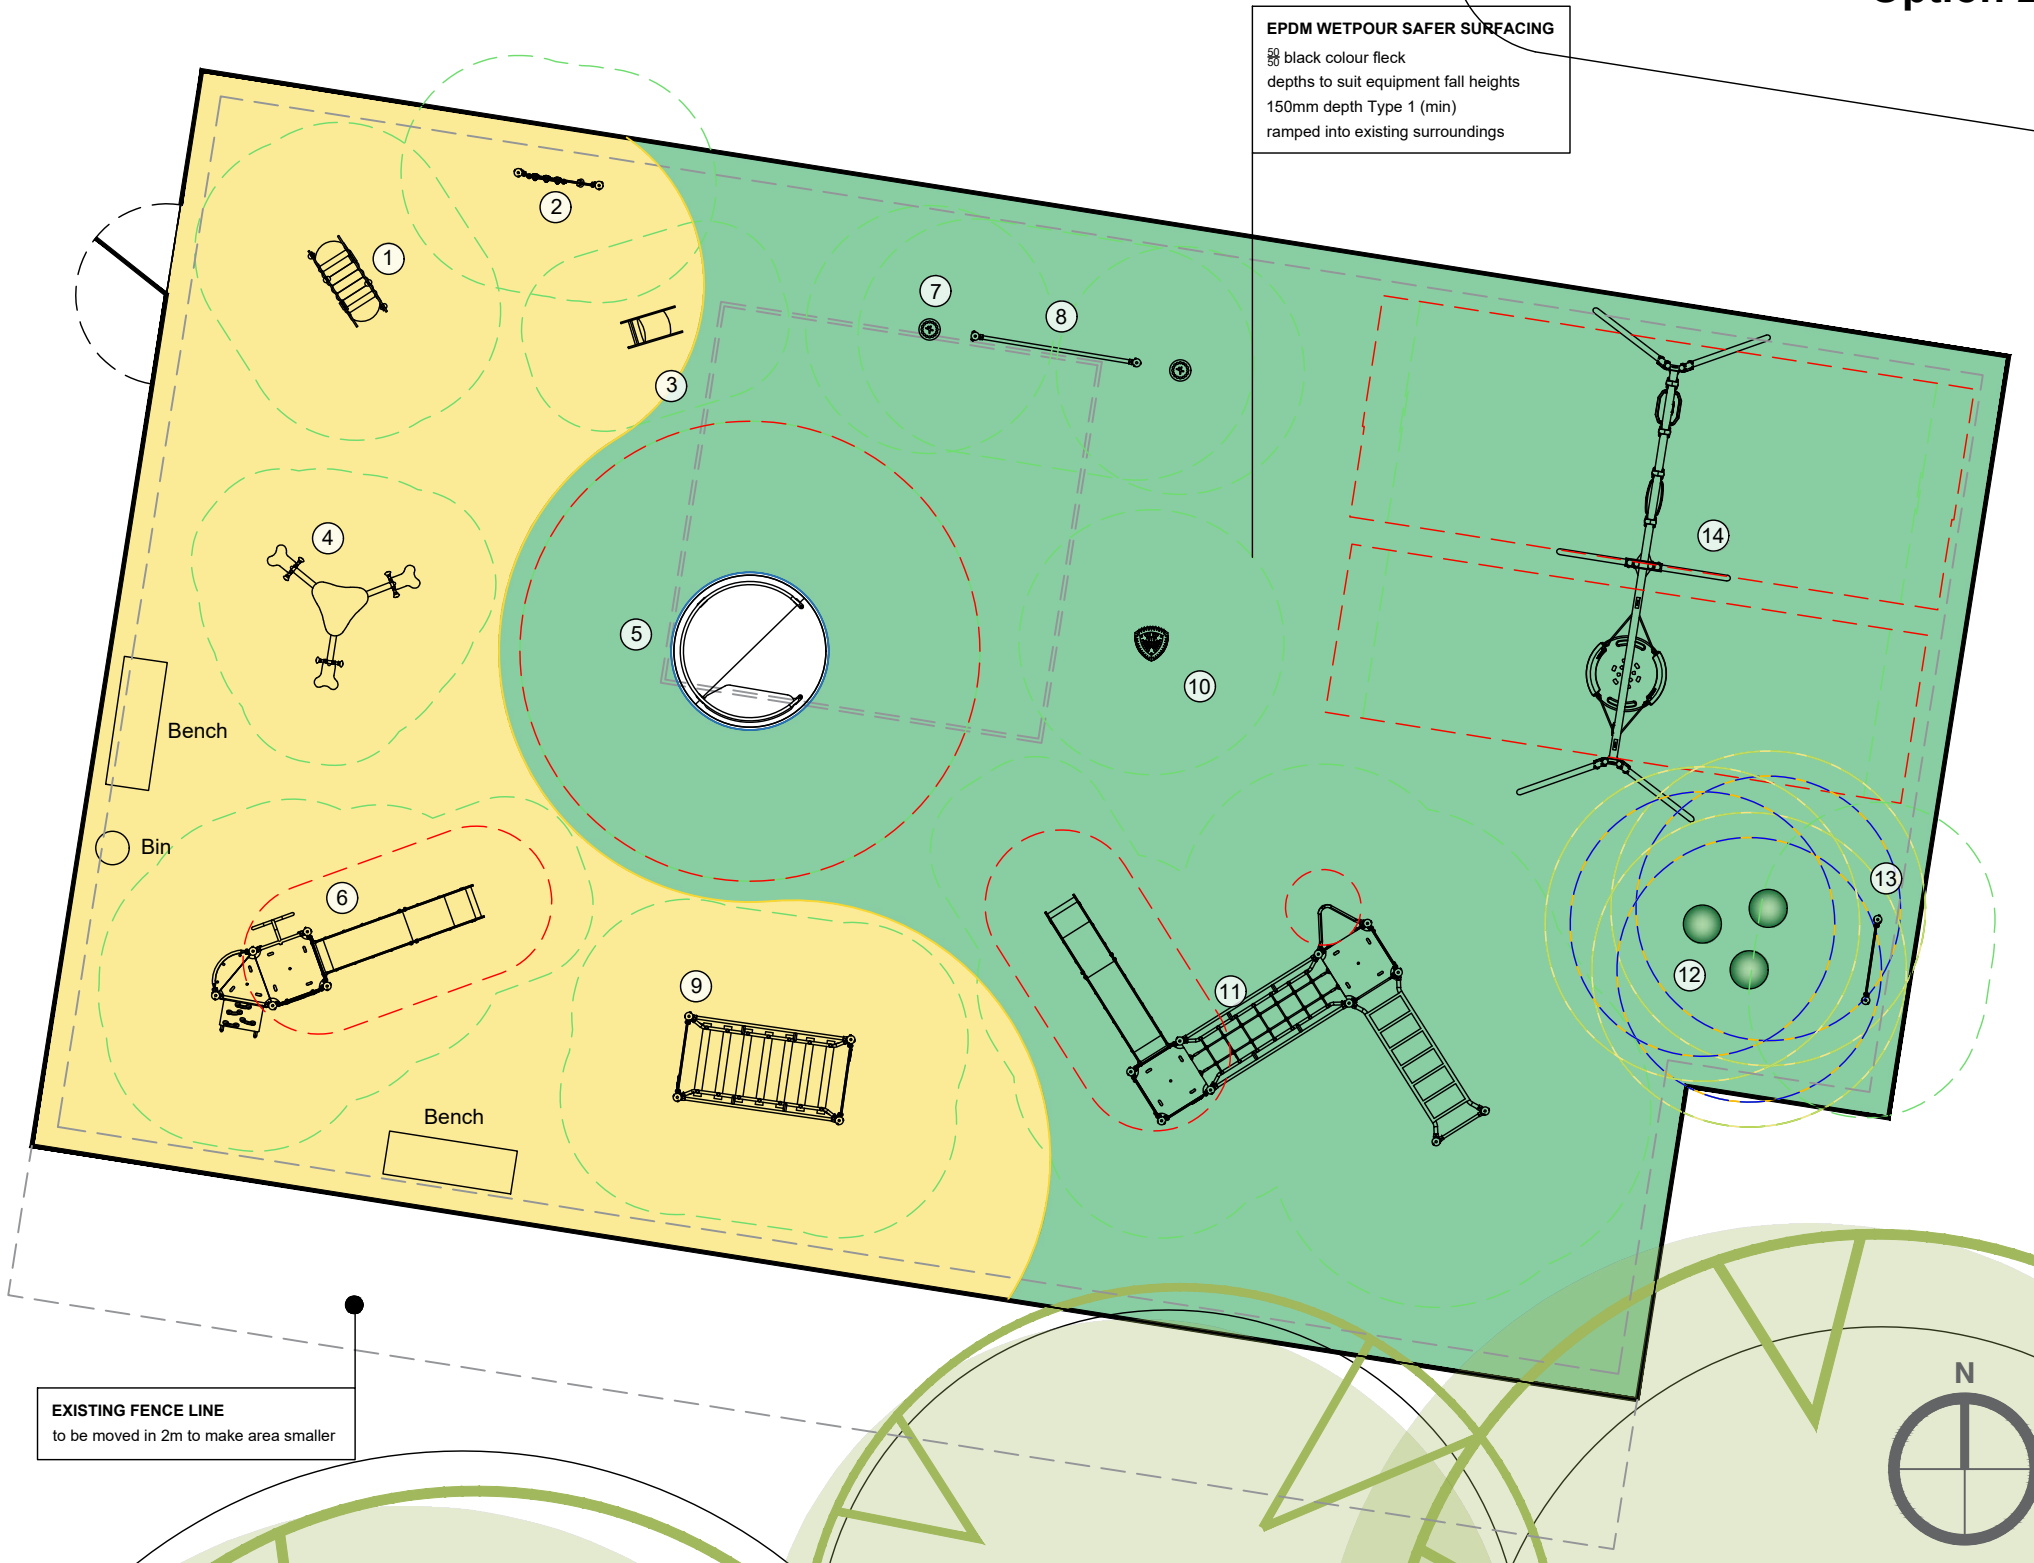 EPDM WETPOUR SAFER SURFACING
black colour fleck
depths to suit equipment fall heights
150mm depth Type 1 (min)
ramped into existing surroundings
1
2
3
4
5
6
7
8
9
10
11
12
13
14
Bench
Bin
Bench
EXISTING FENCE LINE
to be moved in 2m to make area smaller
N